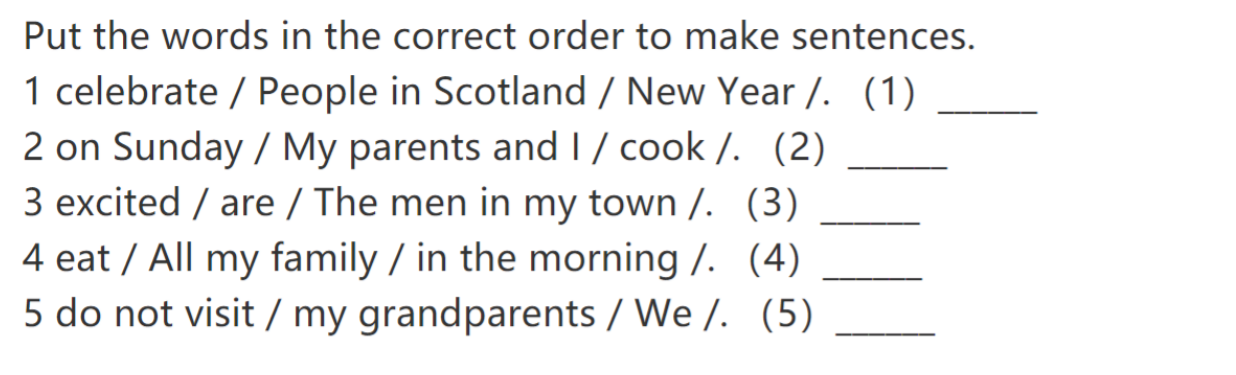 Put the words in the correct order to make sentences.
1 celebrate / People in Scotland / New Year /. (1) ______
2 on Sunday / My parents and I / cook /. (2) ______
3 excited / are / The men in my town /. (3) ______
4 eat / All my family / in the morning /. (4) ______
5 do not visit / my grandparents / We /. (5) ______